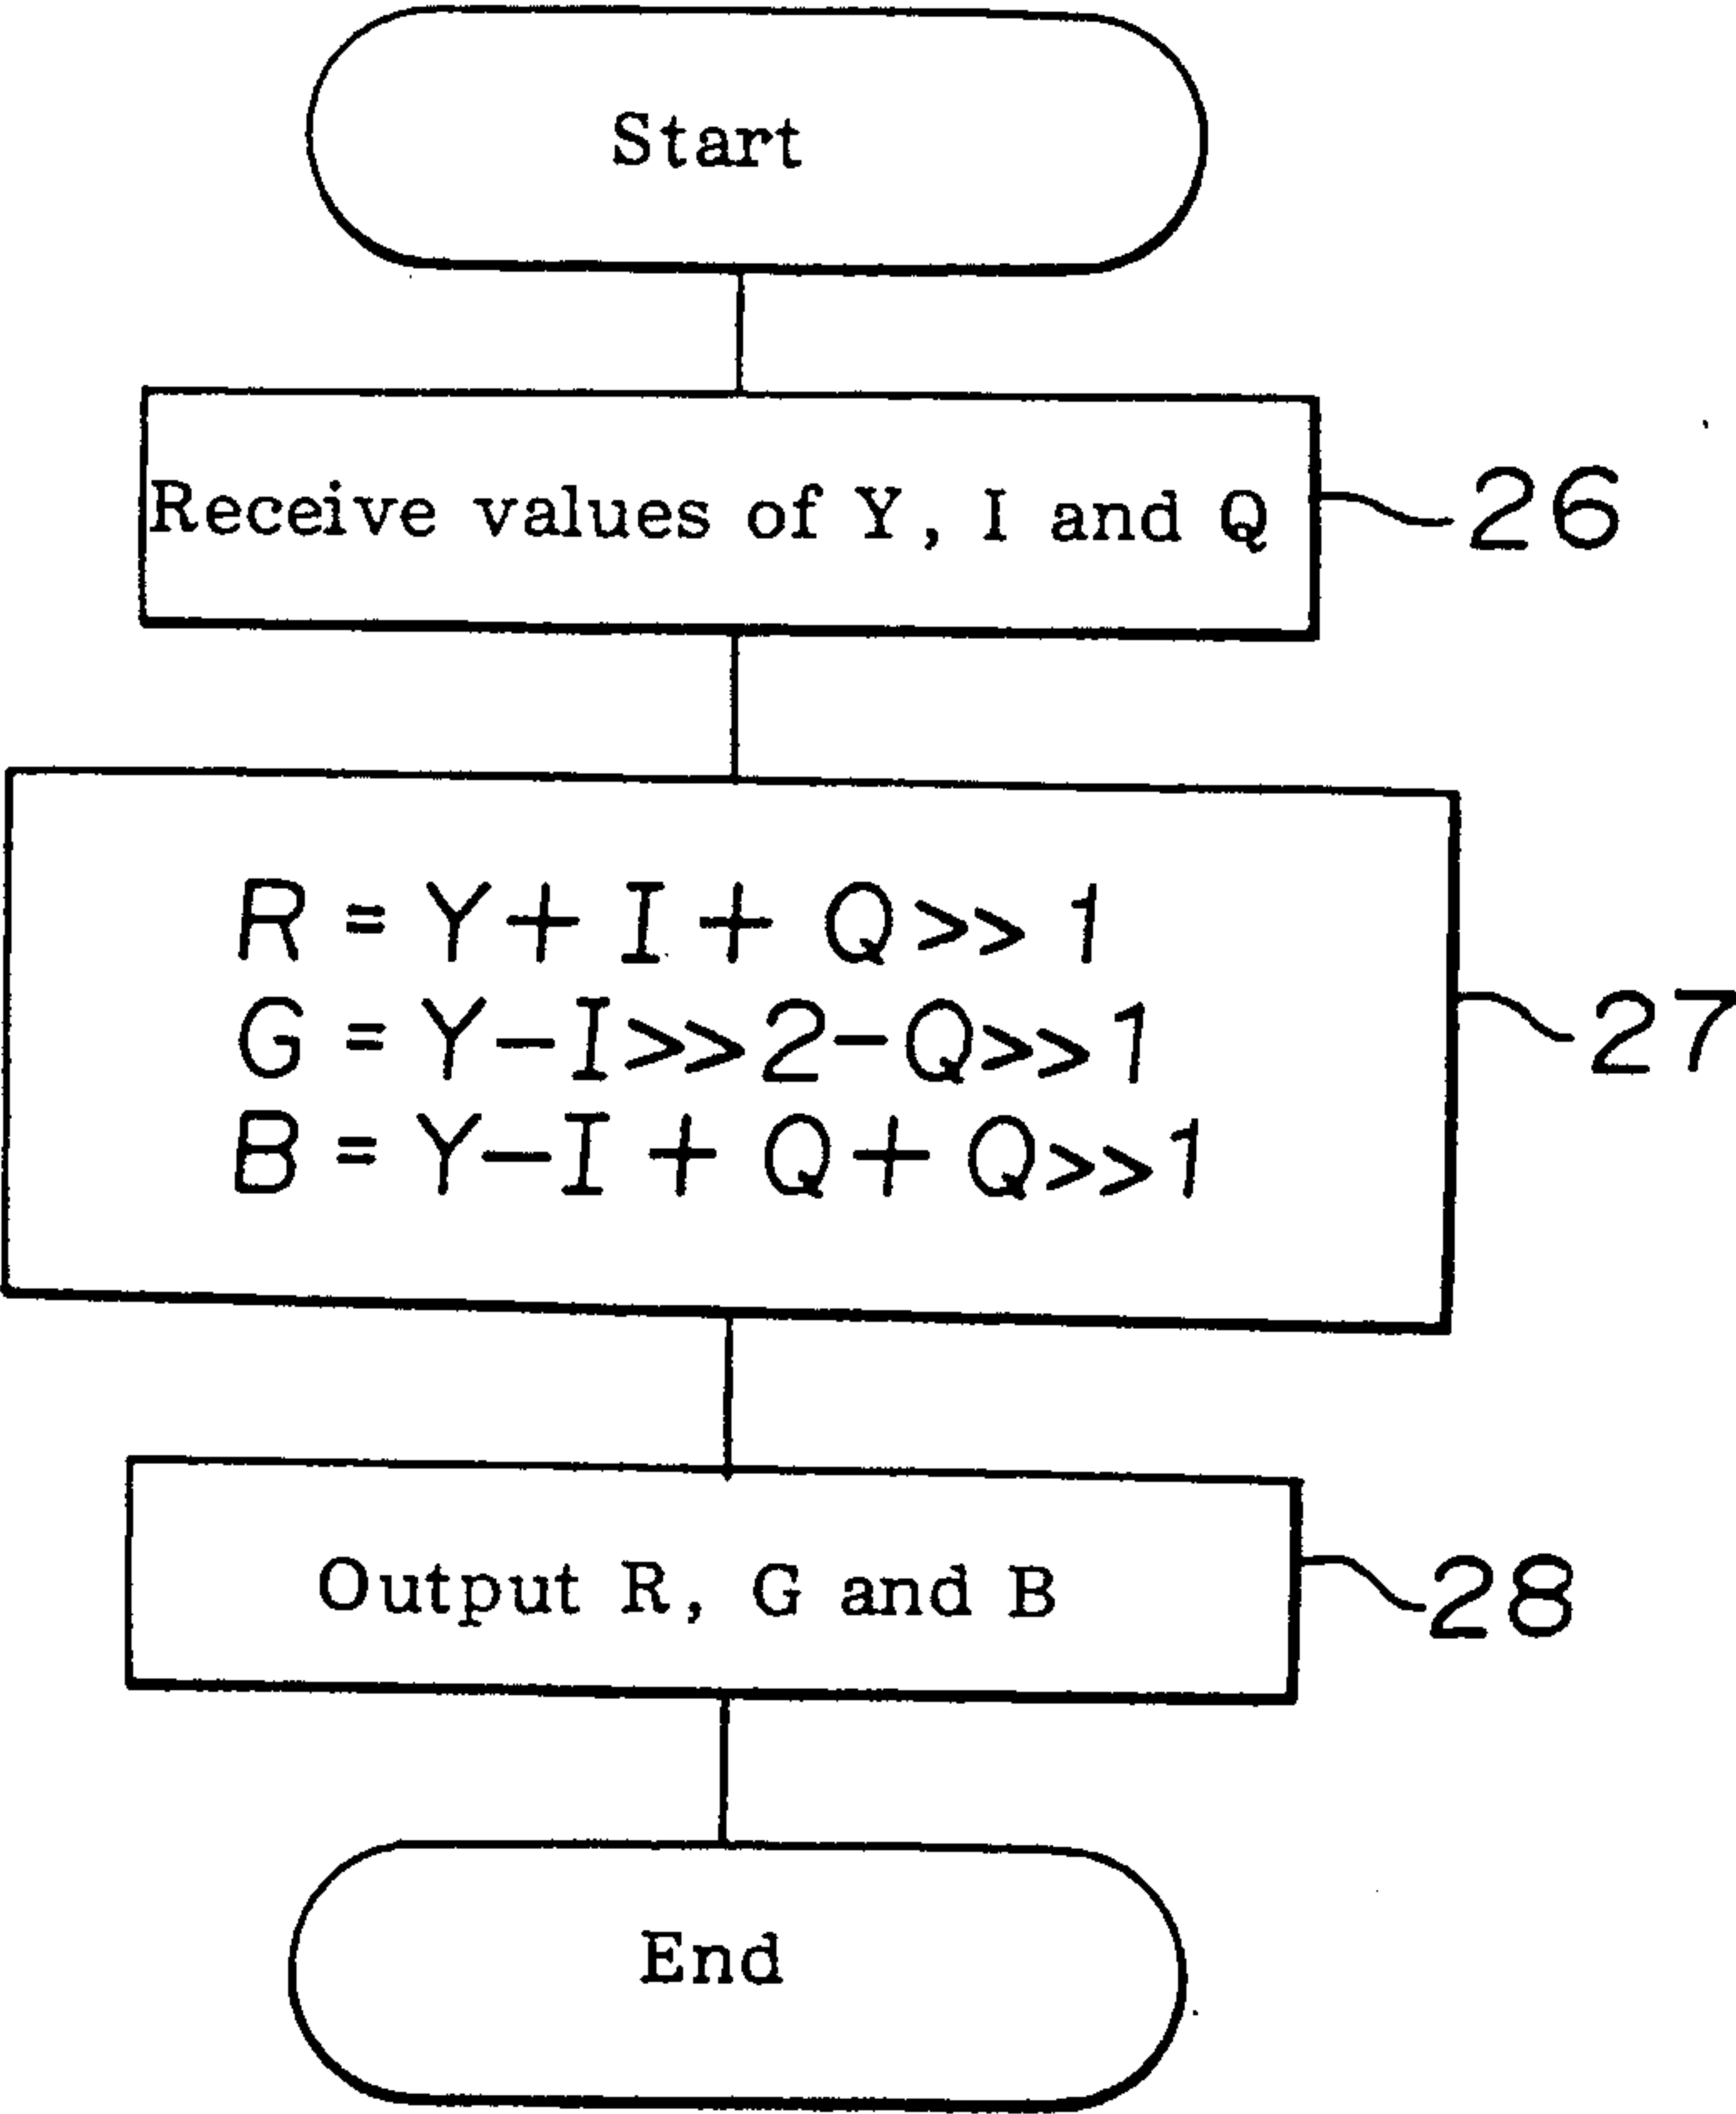 Start
Receive values of Y, I and Q
26
R = Y + I + Q >> 1
G = Y - I >> 2 - Q >> 1
B = Y - I + Q + Q >> 1
27
Output R, G and B
28
End